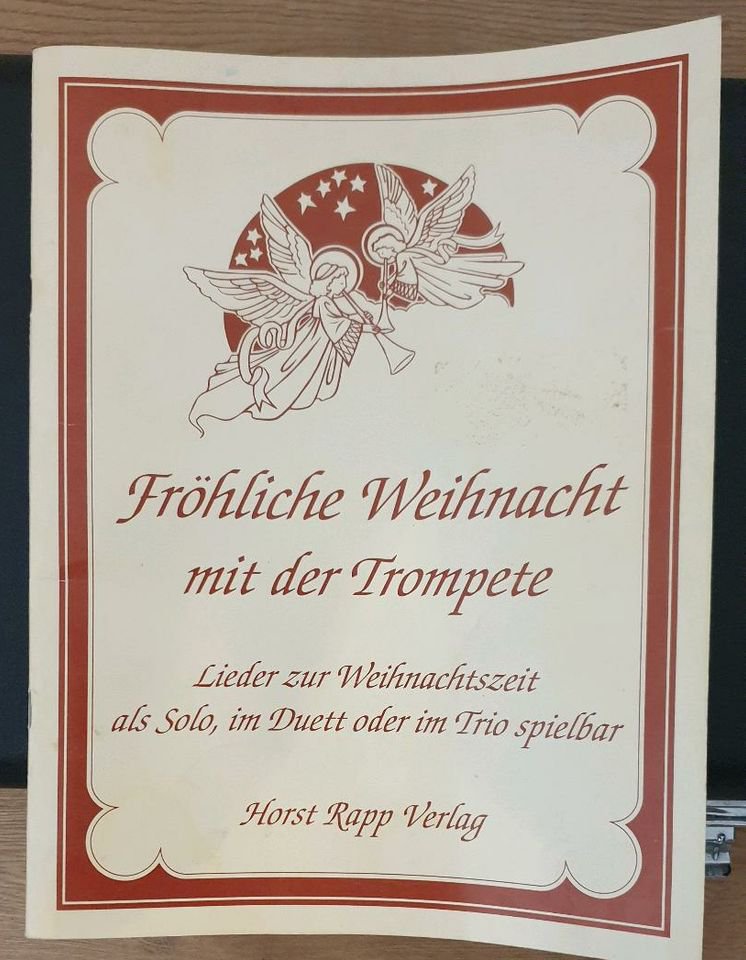 Fröhliche Weihnacht
mit der Trompete
Lieder zur Weihnachtszeit
als Solo, im Duett oder im Trio spielbar
Horst Rapp Verlag